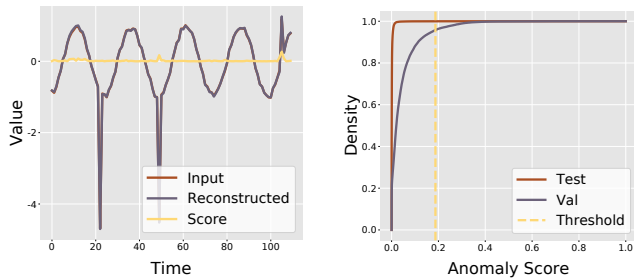 0
-2
-4
0
20
40
60
80
100
Value
Time
Input
Reconstructed
Score
1.0
0.8
0.6
0.4
0.2
0.0
0.0
0.2
0.4
0.6
0.8
1.0
Density
Anomaly Score
Test
Val
Threshold